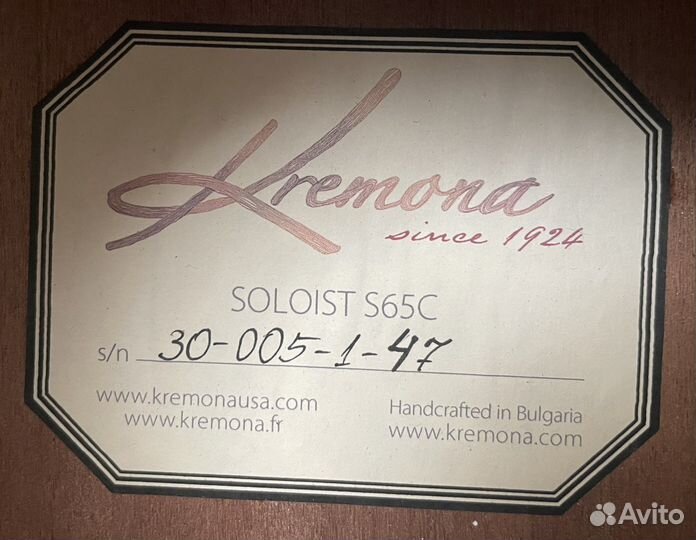 Kremona
since 1924
SOLOIST S65C
s/n 30-005-1-47
www.kremonausa.com
www.kremona.fr
Handcrafted in Bulgaria
www.kremona.com
Avito